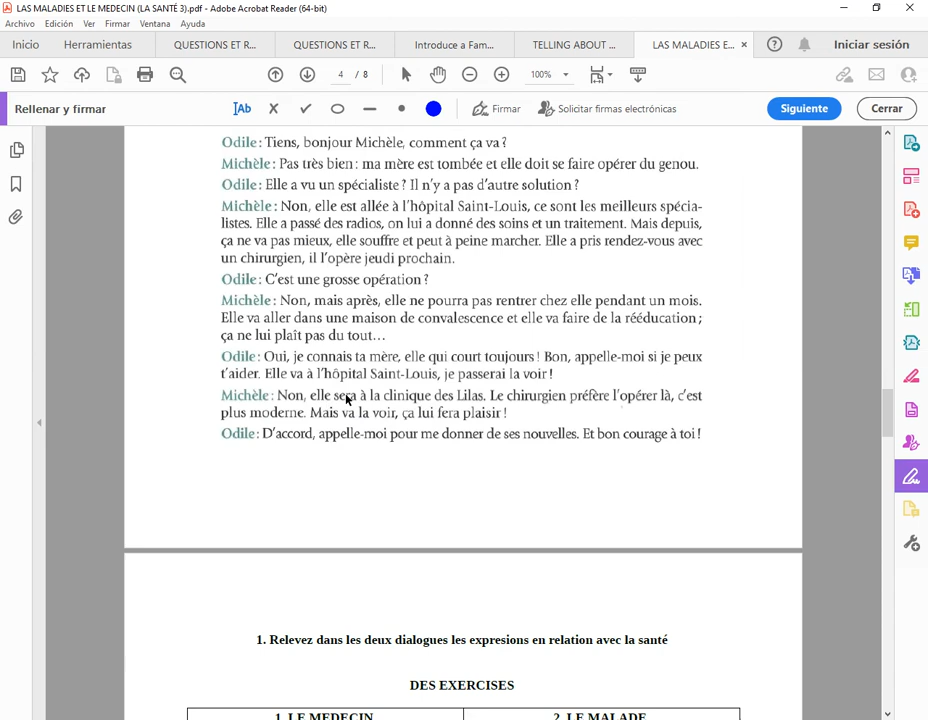 LAS MALADIES ET LE MEDECIN (LA SANTÉ 3).pdf - Adobe Acrobat Reader (64-bit)
Archivo Edición Ver Firmar Ventana Ayuda
Inicio Herramientas QUESTIONS ET R... QUESTIONS ET R... Introduce a Fam... TELLING ABOUT ... LAS MALADIES E... × Iniciar sesión
4 / 8 100%
Rellenar y firmar Ab Firmar Solicitar firmas electrónicas Siguiente Cerrar
Odile : Tiens, bonjour Michèle, comment ça va ?
Michèle : Pas très bien : ma mère est tombée et elle doit se faire opérer du genou.
Odile : Elle a vu un spécialiste ? Il n'y a pas d'autre solution ?
Michèle : Non, elle est allée à l'hôpital Saint-Louis, ce sont les meilleurs spécia-
listes. Elle a passé des radios, on lui a donné des soins et un traitement. Mais depuis,
ça ne va pas mieux, elle souffre et peut à peine marcher. Elle a pris rendez-vous avec
un chirurgien, il l'opère jeudi prochain.
Odile : C'est une grosse opération ?
Michèle : Non, mais après, elle ne pourra pas rentrer chez elle pendant un mois.
Elle va aller dans une maison de convalescence et elle va faire de la rééducation ;
ça ne lui plaît pas du tout...
Odile : Oui, je connais ta mère, elle qui court toujours ! Bon, appelle-moi si je peux
t'aider. Elle va à l'hôpital Saint-Louis, je passerai la voir !
Michèle : Non, elle sera à la clinique des Lilas. Le chirurgien préfère l'opérer là, c'est
plus moderne. Mais va la voir, ça lui fera plaisir !
Odile : D'accord, appelle-moi pour me donner de ses nouvelles. Et bon courage à toi !
1. Relevez dans les deux dialogues les expresions en relation avec la santé
DES EXERCISES
1. LE MEDECIN 2. LE MALADE